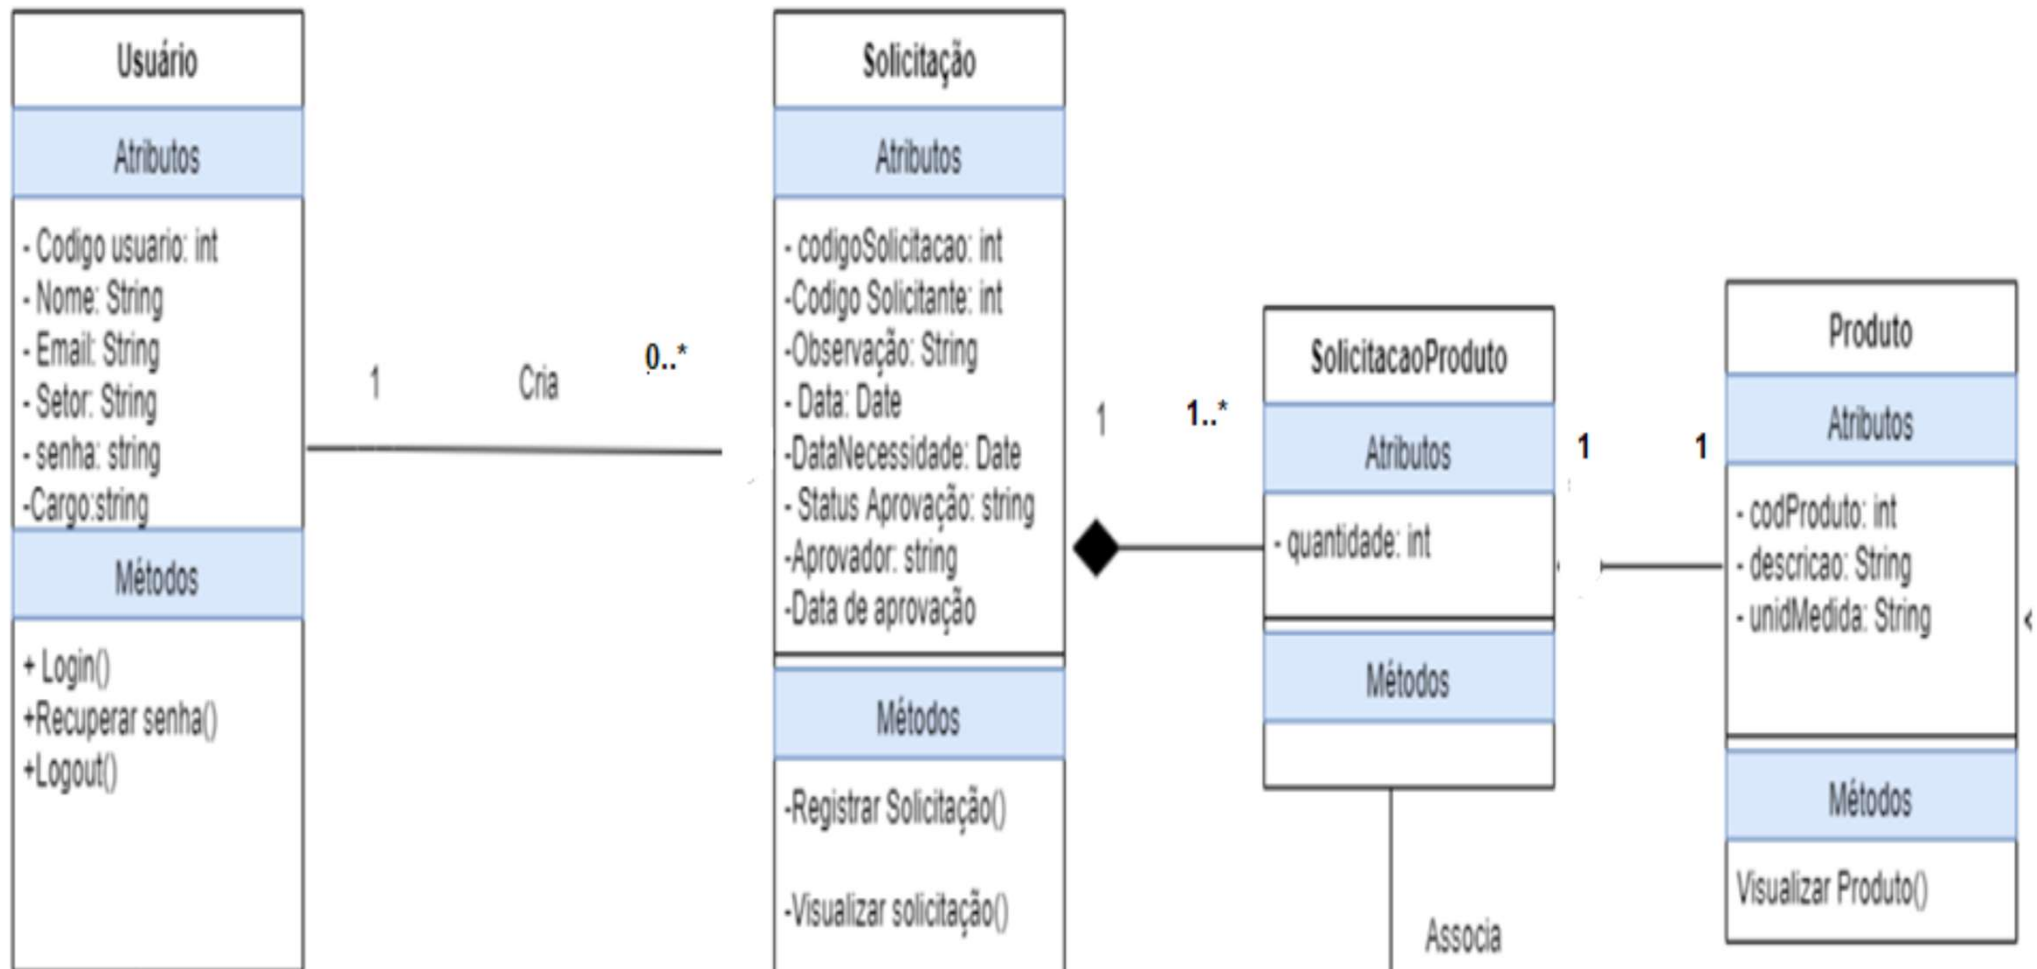 Usuário
Atributos
- Codigo usuario: int
- Nome: String
- Email: String
- Setor: String
- senha: string
-Cargo:string
Métodos
+ Login()
+Recuperar senha()
+Logout()
1
Cria
0..*
Solicitação
Atributos
- codigoSolicitacao: int
-Codigo Solicitante: int
-Observação: String
- Data: Date
-DataNecessidade: Date
- Status Aprovação: string
-Aprovador: string
-Data de aprovação
Métodos
-Registrar Solicitação()
-Visualizar solicitação()
1
1..*
SolicitacaoProduto
Atributos
- quantidade: int
Métodos
Associa
1
1
Produto
Atributos
- codProduto: int
- descricao: String
- unidMedida: String
Métodos
Visualizar Produto()